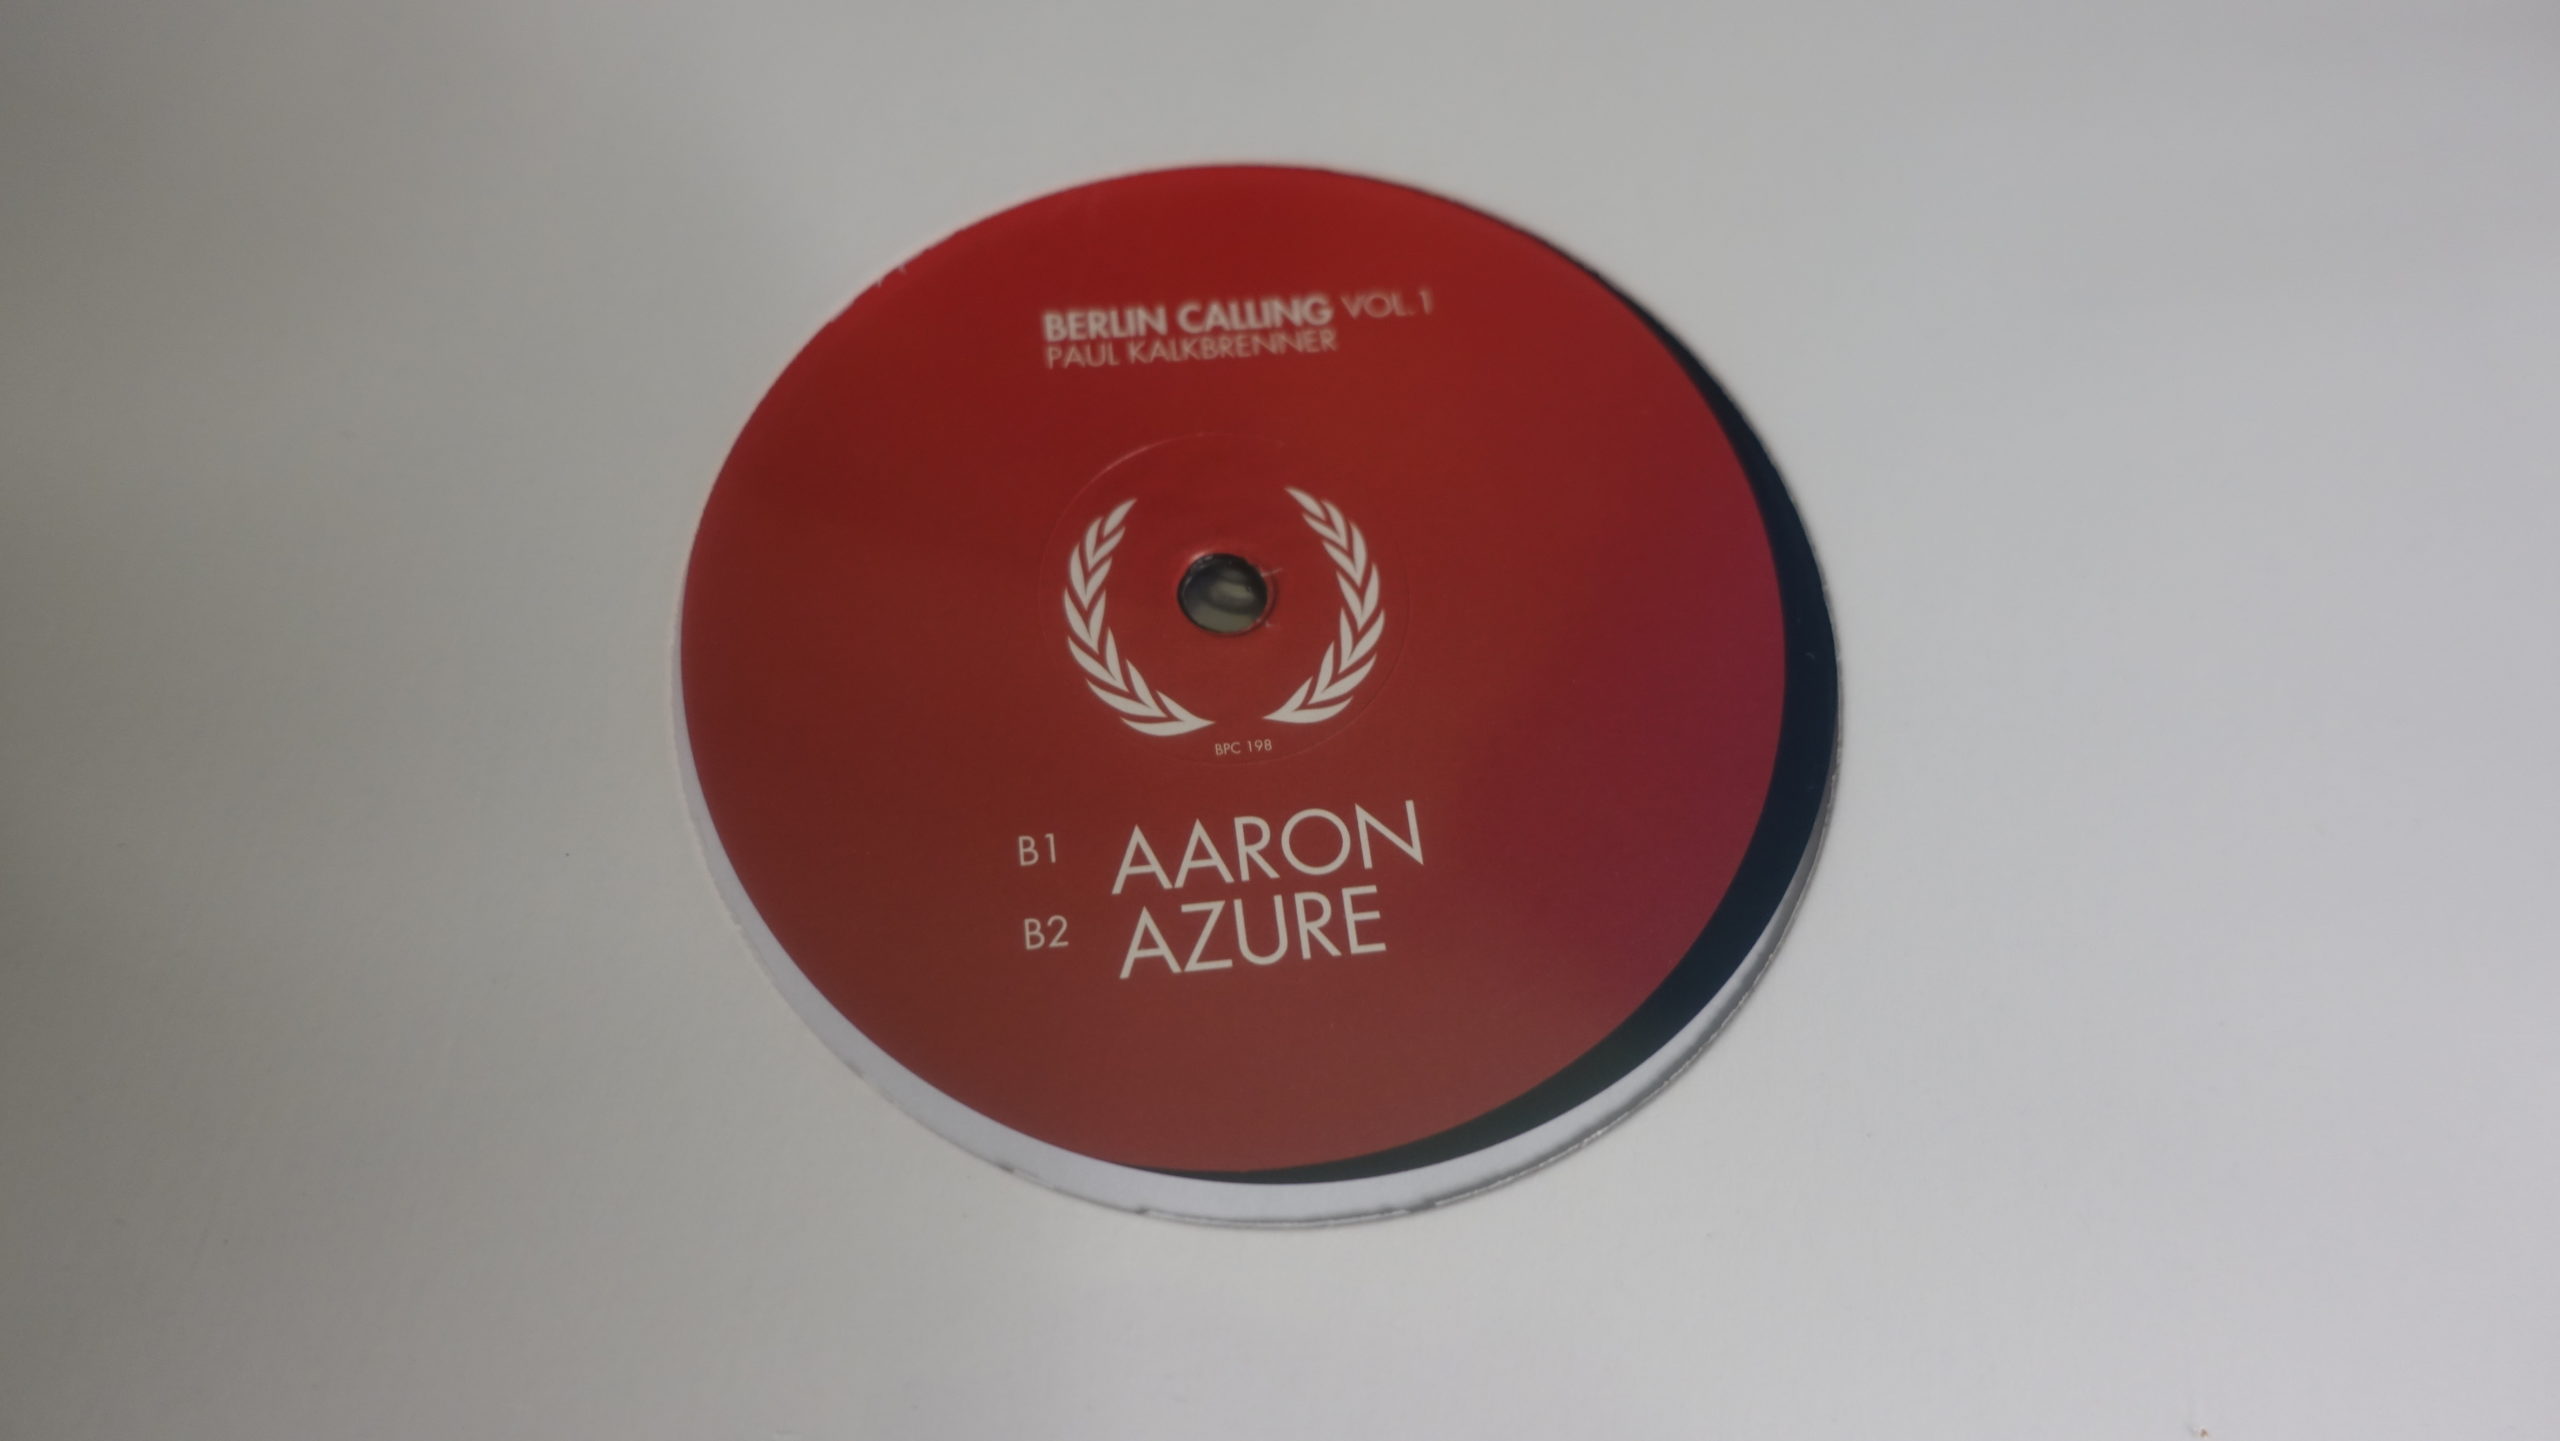 BERLIN CALLING VOL.1
PAUL KALKBRENNER
BPC 198
B1 AARON
B2 AZURE